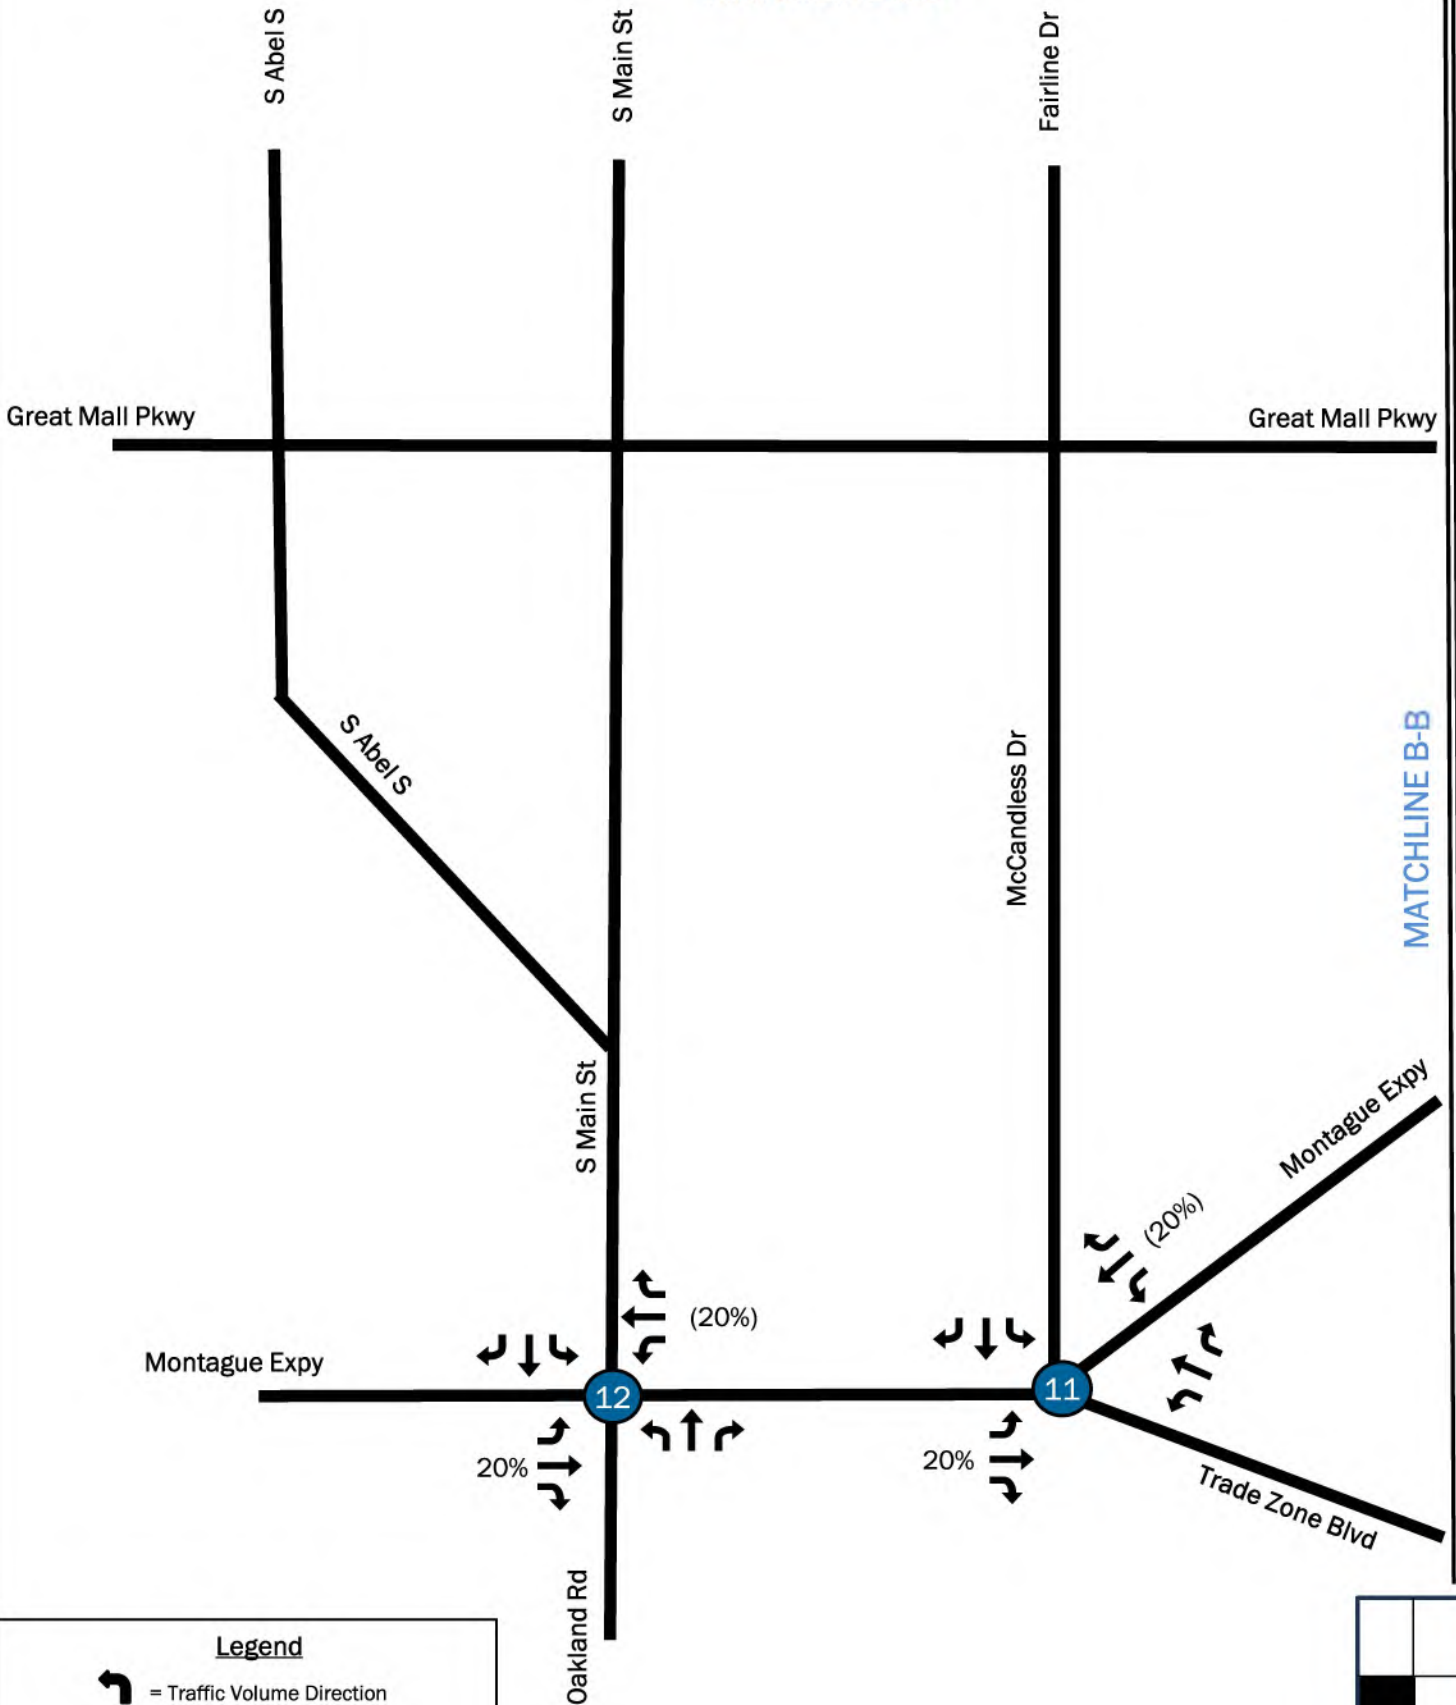 S Abel S
S Main St
Fairline Dr
Great Mall Pkwy
Great Mall Pkwy
S Abel S
McCandless Dr
MATCHLINE B-B
S Main St
Montague Expy
(20%)
(20%)
Montague Expy
12
11
20%
20%
Trade Zone Blvd
Oakland Rd
Legend
= Traffic Volume Direction